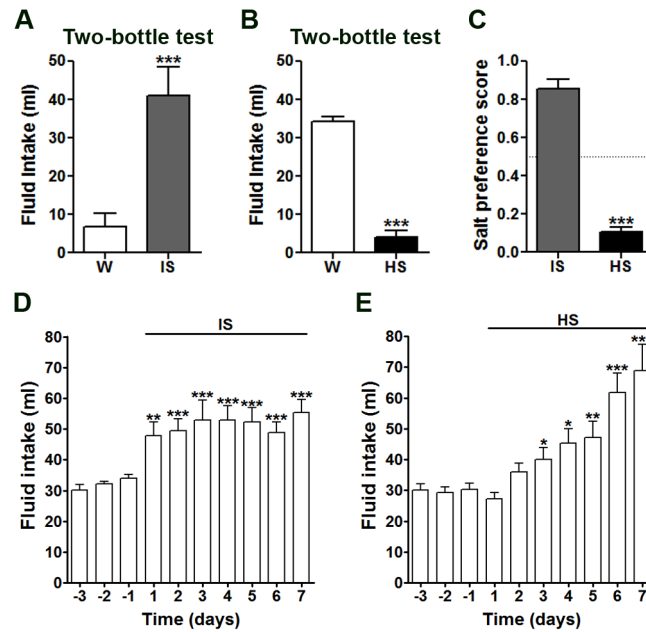 A
Two-bottle test
Fluid Intake (ml)
50
40
30
20
10
0
***
W IS
B
Two-bottle test
Fluid Intake (ml)
50
40
30
20
10
0
***
W HS
C
Salt preference score
1.0
0.8
0.6
0.4
0.2
0.0
***
IS HS
D
IS
Fluid intake (ml)
80
70
60
50
40
30
20
10
0
** *** *** *** *** *** ***
-3 -2 -1 1 2 3 4 5 6 7
Time (days)
E
HS
Fluid intake (ml)
80
70
60
50
40
30
20
10
0
* * ** *** **
-3 -2 -1 1 2 3 4 5 6 7
Time (days)